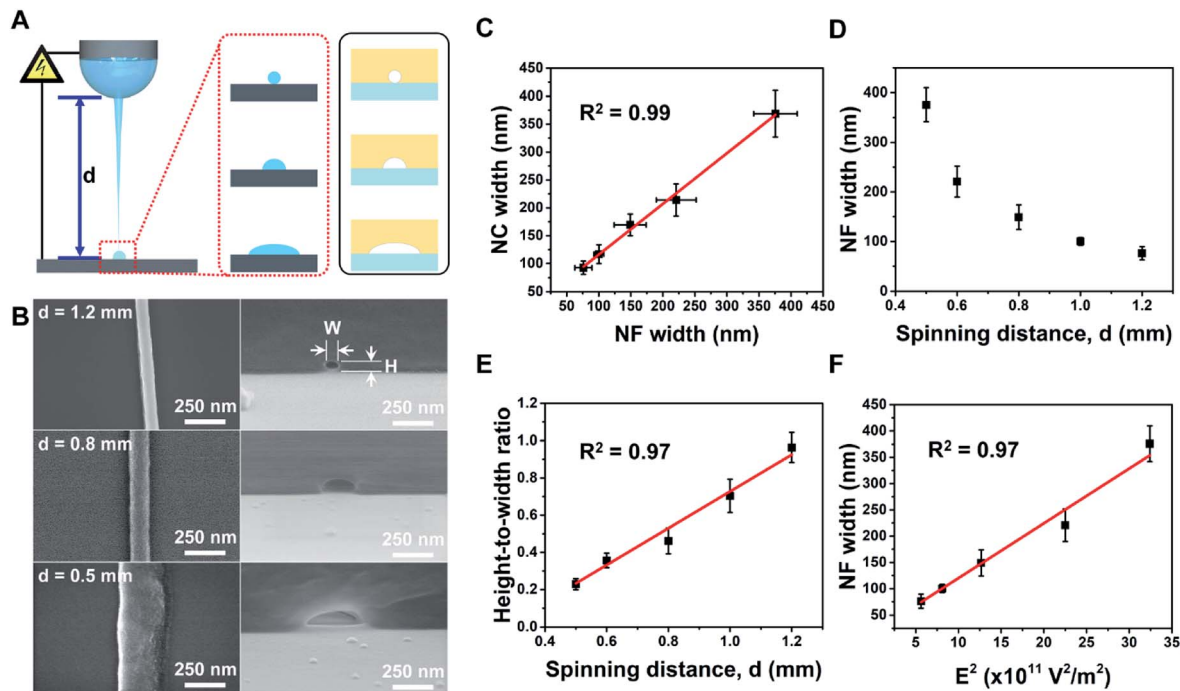 A
d
B
d = 1.2 mm
250 nm
W
H
250 nm
d = 0.8 mm
250 nm
250 nm
d = 0.5 mm
250 nm
250 nm
C
R² = 0.99
NC width (nm)
450
400
350
300
250
200
150
100
50
50 100 150 200 250 300 350 400 450
NF width (nm)
D
NF width (nm)
400
300
200
100
0
0.4 0.6 0.8 1.0 1.2
Spinning distance, d (mm)
E
R² = 0.97
Height-to-width ratio
1.2
1.0
0.8
0.6
0.4
0.2
0.0
0.4 0.6 0.8 1.0 1.2
Spinning distance, d (mm)
F
R² = 0.97
NF width (nm)
450
400
350
300
250
200
150
100
50
5 10 15 20 25 30 35
E² (x10¹¹ V²/m²)